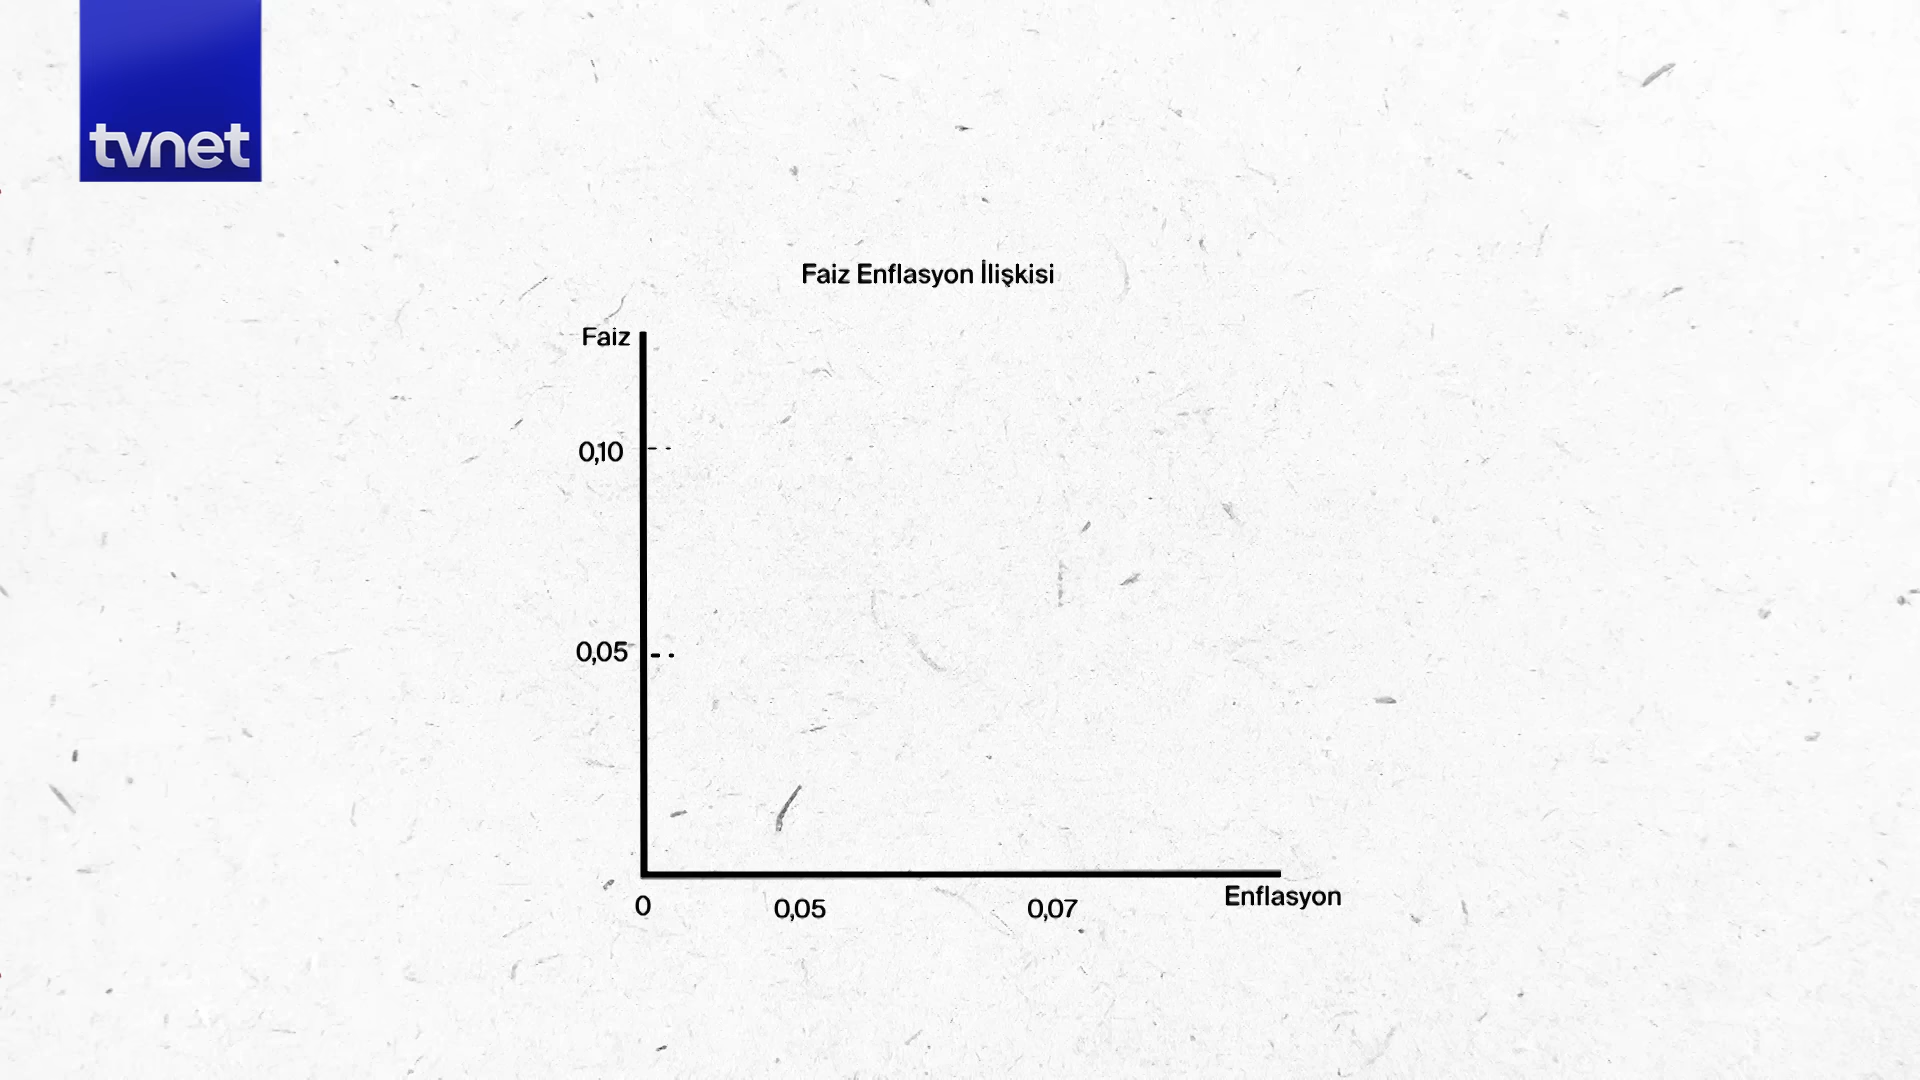 tvnet
Faiz Enflasyon İlişkisi
Faiz
0,10
0,05
0
0,05
0,07
Enflasyon